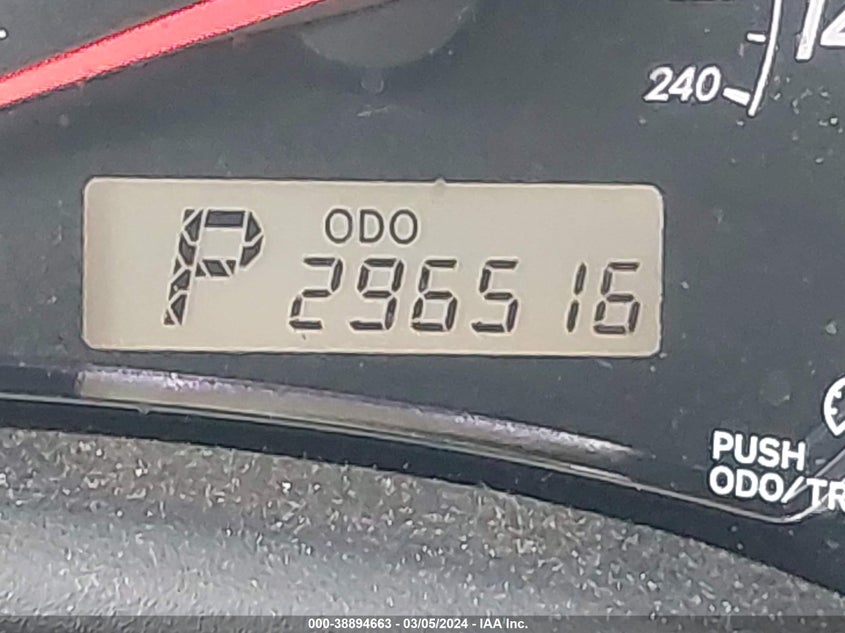 240
P ODO
296516
PUSH
ODO/TR
000-38894663 - 03/05/2024 - IAA Inc.